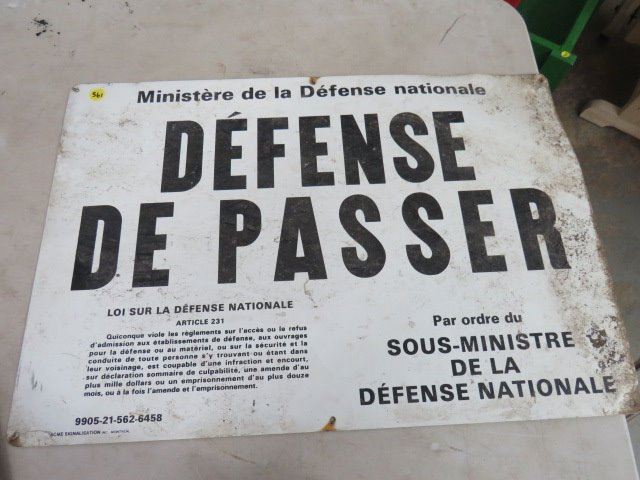 561
Ministère de la Défense nationale
DÉFENSE
DE PASSER
LOI SUR LA DÉFENSE NATIONALE
ARTICLE 231
Quiconque viole les règlements sur l'accès ou le refus
d'admission aux établissements de défense, aux ouvrages
pour la défense ou au matériel, ou sur la sécurité et la
conduite de toute personne s'y trouvant ou étant dans
leur voisinage, est coupable d'une infraction et encourt,
sur déclaration sommaire de culpabilité, une amende d'au
plus mille dollars ou un emprisonnement d'au plus douze
mois, ou à la fois l'amende et l'emprisonnement.
9905-21-562-6458
ACME SIGNALISATION INC. MONTREAL
Par ordre du
SOUS-MINISTRE
DE LA
DÉFENSE NATIONALE